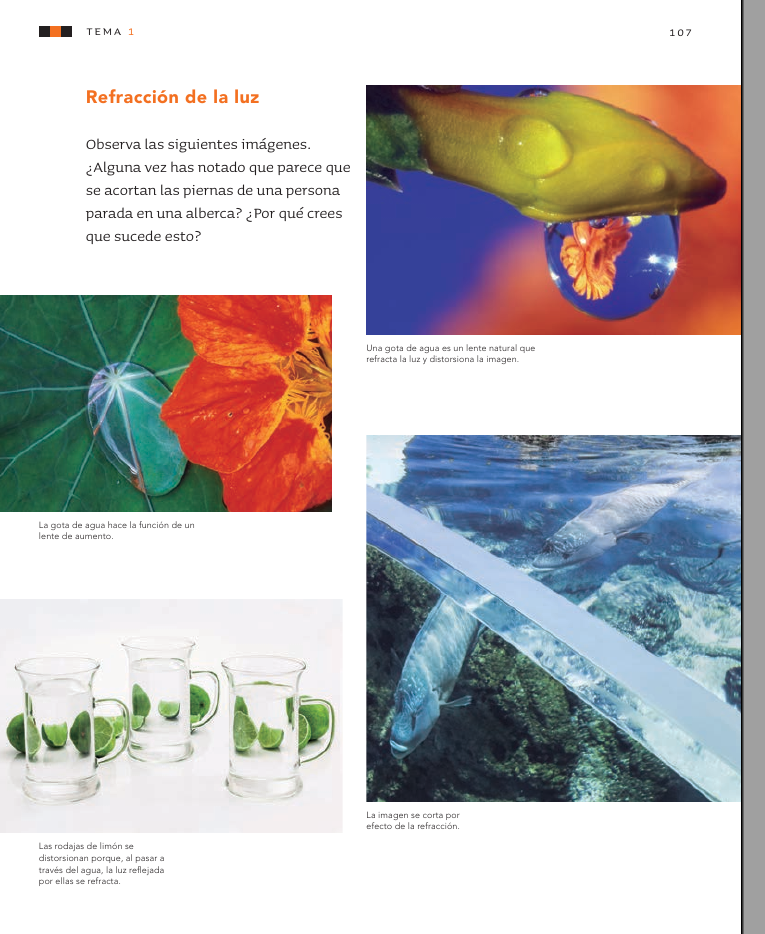 TEMA 1
107
Refracción de la luz
Observa las siguientes imágenes.
¿Alguna vez has notado que parece que
se acortan las piernas de una persona
parada en una alberca? ¿Por qué crees
que sucede esto?
Una gota de agua es un lente natural que
refracta la luz y distorsiona la imagen.
La gota de agua hace la función de un
lente de aumento.
La imagen se corta por
efecto de la refracción.
Las rodajas de limón se
distorsionan porque, al pasar a
través del agua, la luz reflejada
por ellas se refracta.